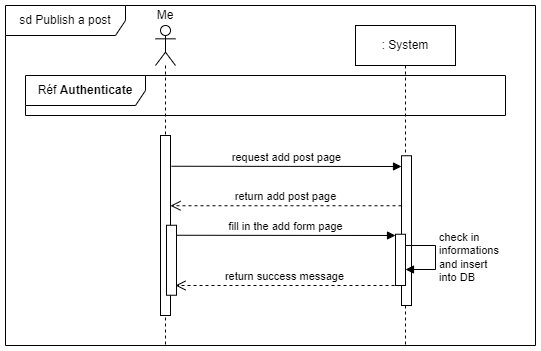 sd Publish a post
Me
: System
Réf Authenticate
request add post page
return add post page
fill in the add form page
check in
informations
and insert
into DB
return success message